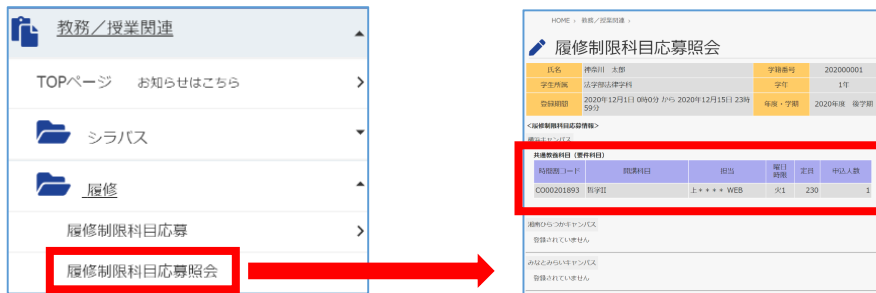 教務／授業関連
TOPページ お知らせはこちら
シラバス
履修
履修制限科目応募
履修制限科目応募照会
HOME › 教務／授業関連 ›
履修制限科目応募照会
氏名 神奈川 太郎 学籍番号 202000001
学生所属 法学部法律学科 学年 1年
登録期間 2020年12月1日 0時0分 から 2020年12月15日 23時59分 年度・学期 2020年度 後学期
<履修制限科目応募情報>
横浜キャンパス
共通教養科目（要件科目）
時間割コード 開講科目 担当 曜日時限 定員 申込人数
CO00201893 哲学II 上＊＊＊＊ WEB 火1 230 1
湘南ひらつかキャンパス
登録されていません
みなとみらいキャンパス
登録されていません